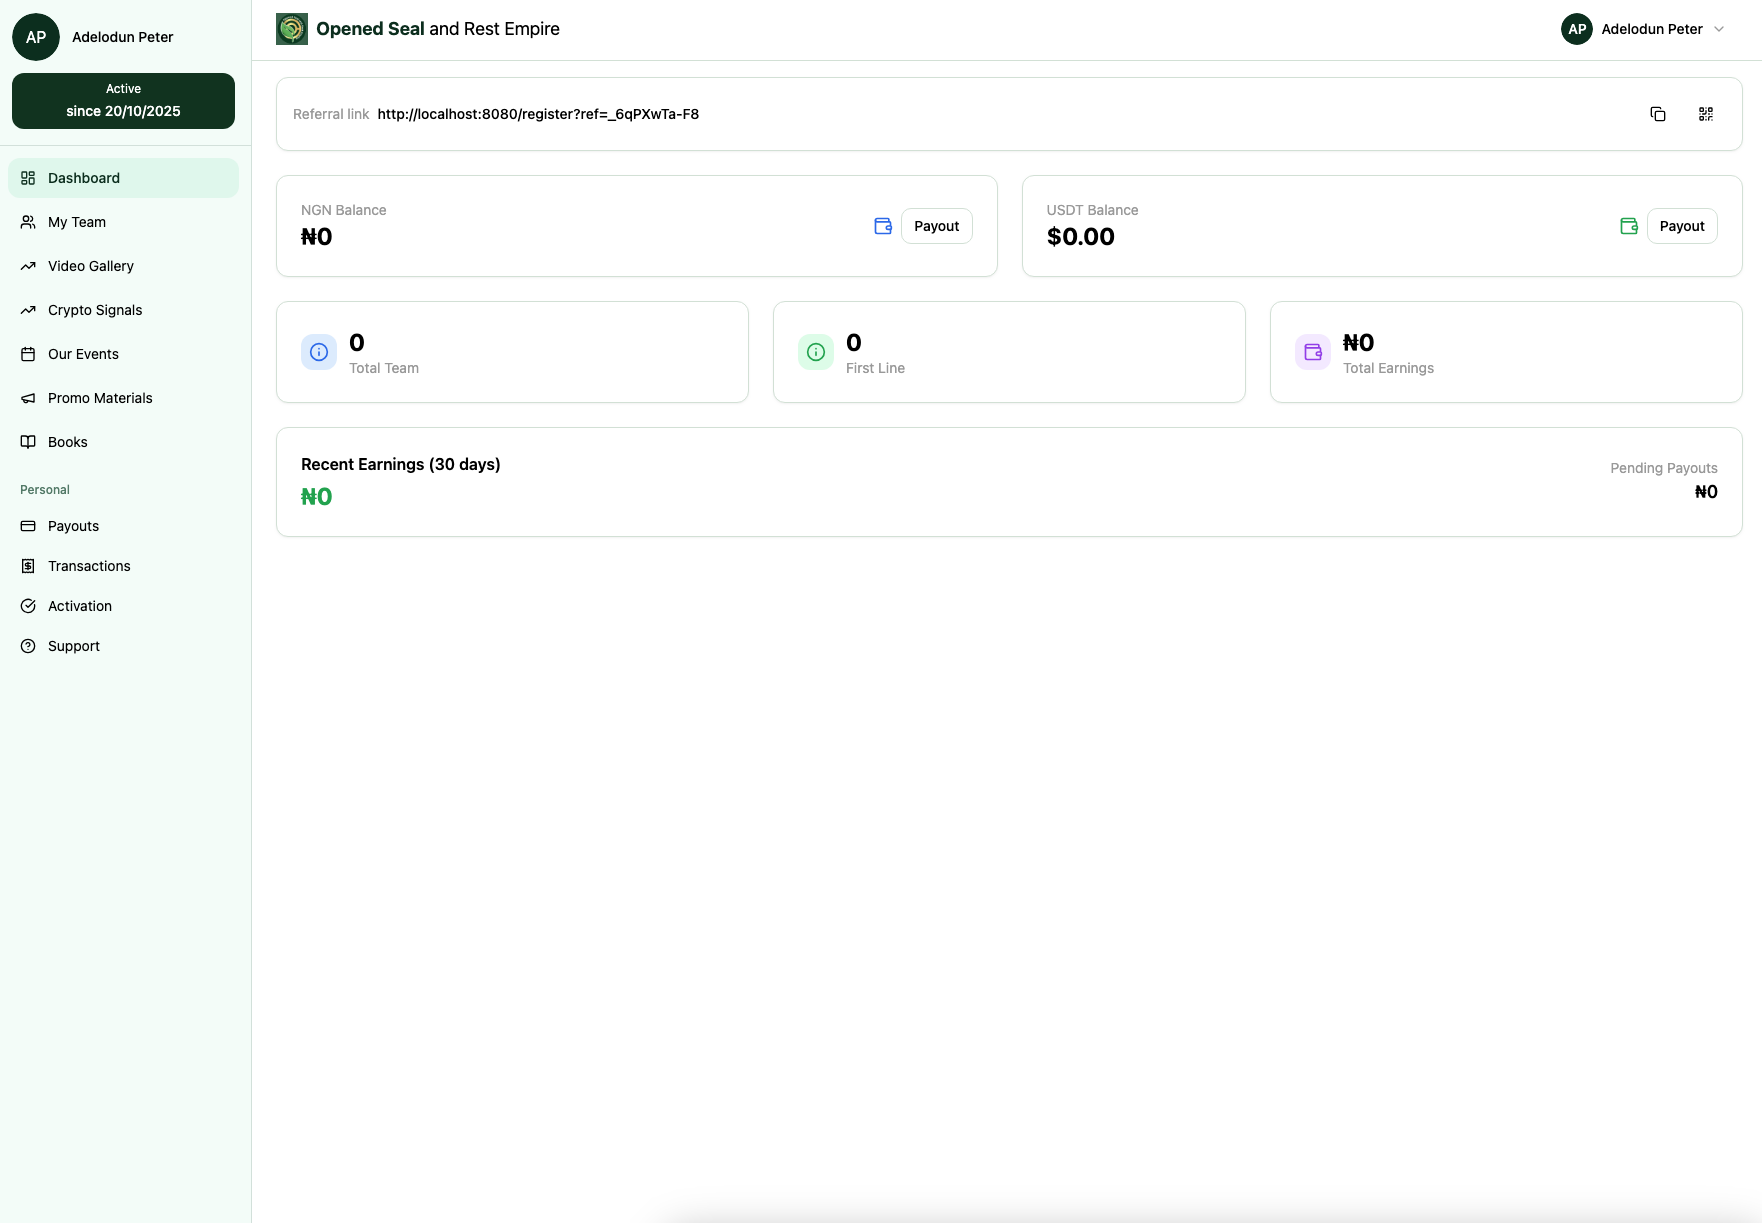 AP
Adelodun Peter
Active
since 20/10/2025
Dashboard
My Team
Video Gallery
Crypto Signals
Our Events
Promo Materials
Books
Personal
Payouts
Transactions
Activation
Support
Opened Seal and Rest Empire
AP Adelodun Peter
Referral link http://localhost:8080/register?ref=_6qPXwTa-F8
NGN Balance
₦0
Payout
USDT Balance
$0.00
Payout
0
Total Team
0
First Line
₦0
Total Earnings
Recent Earnings (30 days)
₦0
Pending Payouts
₦0